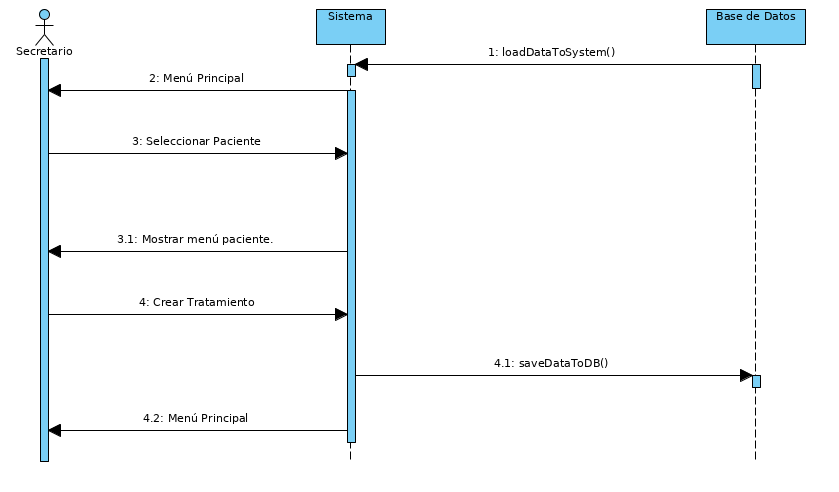 Sistema
Base de Datos
Secretario
1: loadDataToSystem()
2: Menú Principal
3: Seleccionar Paciente
3.1: Mostrar menú paciente.
4: Crear Tratamiento
4.1: saveDataToDB()
4.2: Menú Principal